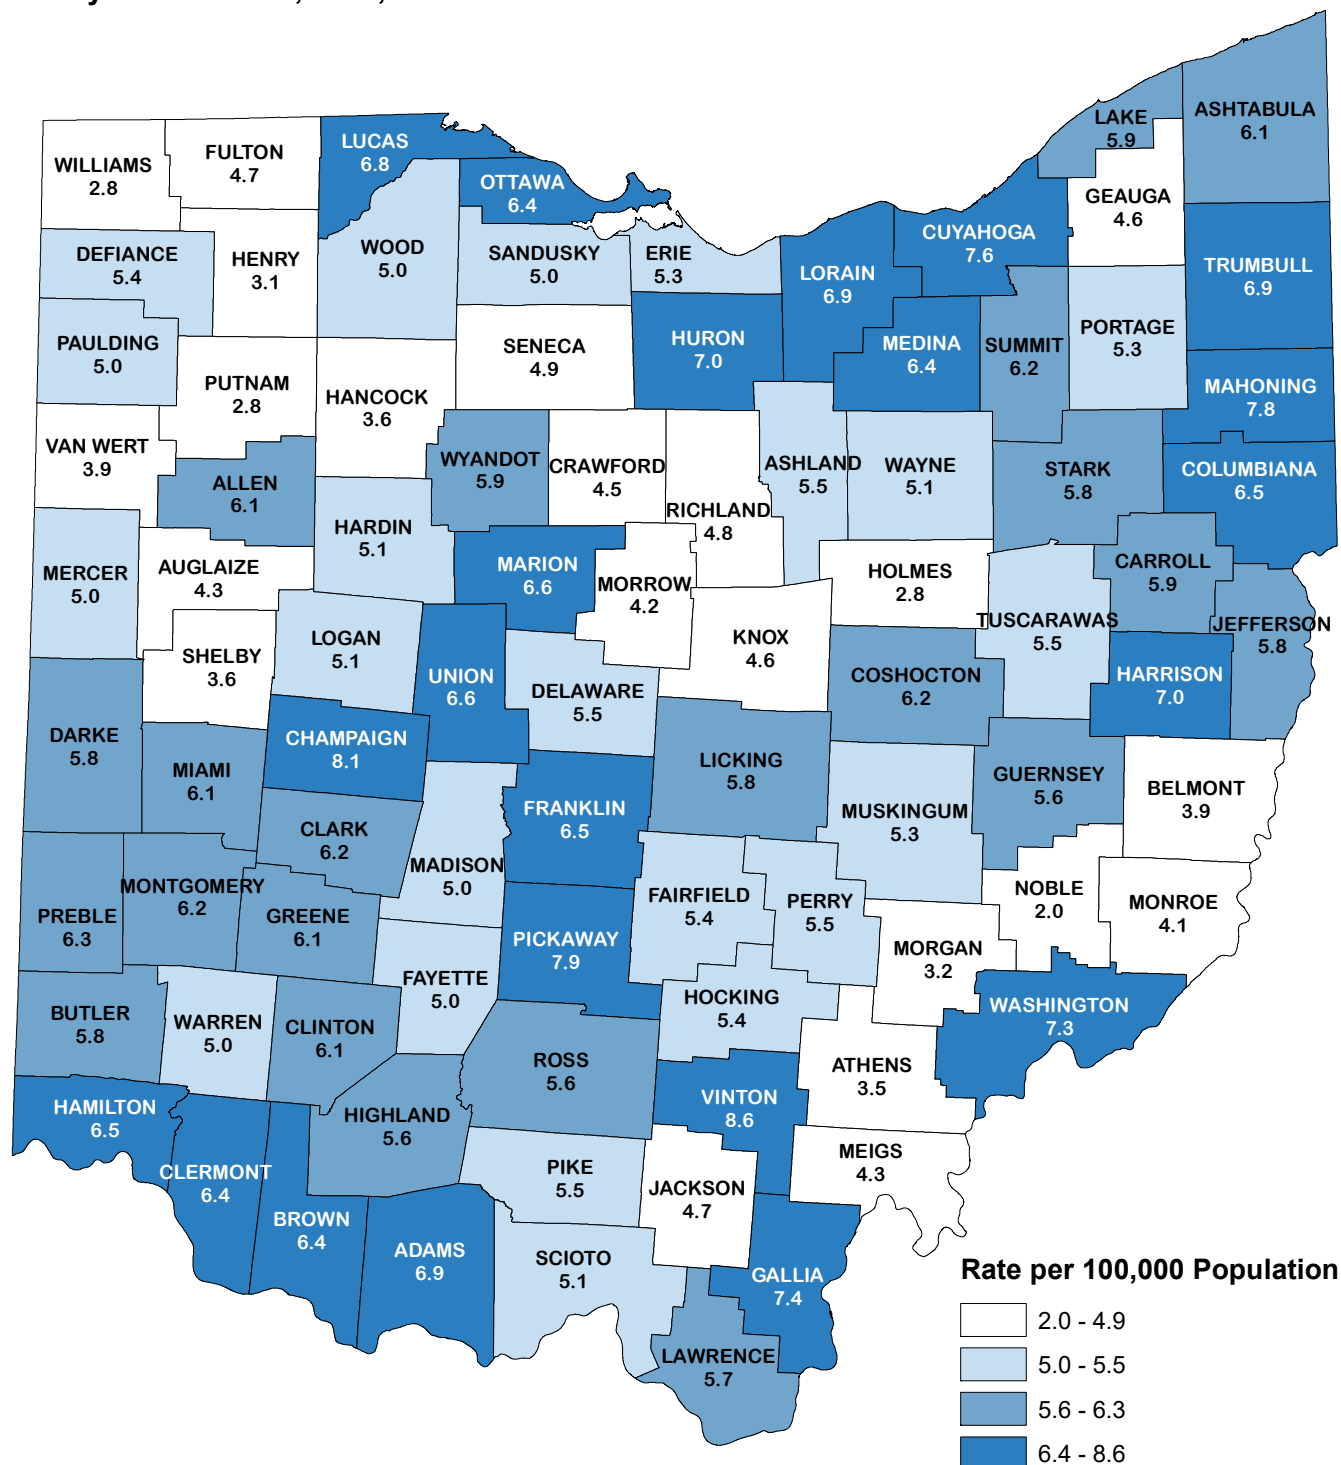 LAKE
5.9
ASHTABULA
6.1
LUCAS
6.8
FULTON
4.7
WILLIAMS
2.8
OTTAWA
6.4
GEAUGA
4.6
CUYAHOGA
7.6
DEFIANCE
5.4
HENRY
3.1
WOOD
5.0
SANDUSKY
5.0
ERIE
5.3
LORAIN
6.9
TRUMBULL
6.9
PAULDING
5.0
SENECA
4.9
HURON
7.0
MEDINA
6.4
SUMMIT
6.2
PORTAGE
5.3
PUTNAM
2.8
HANCOCK
3.6
MAHONING
7.8
VAN WERT
3.9
ALLEN
6.1
WYANDOT
5.9
CRAWFORD
4.5
RICHLAND
4.8
ASHLAND
5.5
WAYNE
5.1
STARK
5.8
COLUMBIANA
6.5
HARDIN
5.1
MERCER
5.0
AUGLAIZE
4.3
MARION
6.6
MORROW
4.2
HOLMES
2.8
CARROLL
5.9
TUSCARAWAS
5.5
JEFFERSON
5.8
SHELBY
3.6
LOGAN
5.1
UNION
6.6
DELAWARE
5.5
KNOX
4.6
COSHOCTON
6.2
HARRISON
7.0
DARKE
5.8
CHAMPAIGN
8.1
MIAMI
6.1
LICKING
5.8
GUERNSEY
5.6
BELMONT
3.9
FRANKLIN
6.5
MUSKINGUM
5.3
CLARK
6.2
MADISON
5.0
PREBLE
6.3
MONTGOMERY
6.2
GREENE
6.1
FAIRFIELD
5.4
PERRY
5.5
NOBLE
2.0
MONROE
4.1
PICKAWAY
7.9
MORGAN
3.2
FAYETTE
5.0
HOCKING
5.4
WASHINGTON
7.3
BUTLER
5.8
WARREN
5.0
CLINTON
6.1
ROSS
5.6
ATHENS
3.5
HAMILTON
6.5
HIGHLAND
5.6
VINTON
8.6
MEIGS
4.3
CLERMONT
6.4
PIKE
5.5
JACKSON
4.7
BROWN
6.4
ADAMS
6.9
SCIOTO
5.1
GALLIA
7.4
LAWRENCE
5.7
Rate per 100,000 Population
2.0 - 4.9
5.0 - 5.5
5.6 - 6.3
6.4 - 8.6